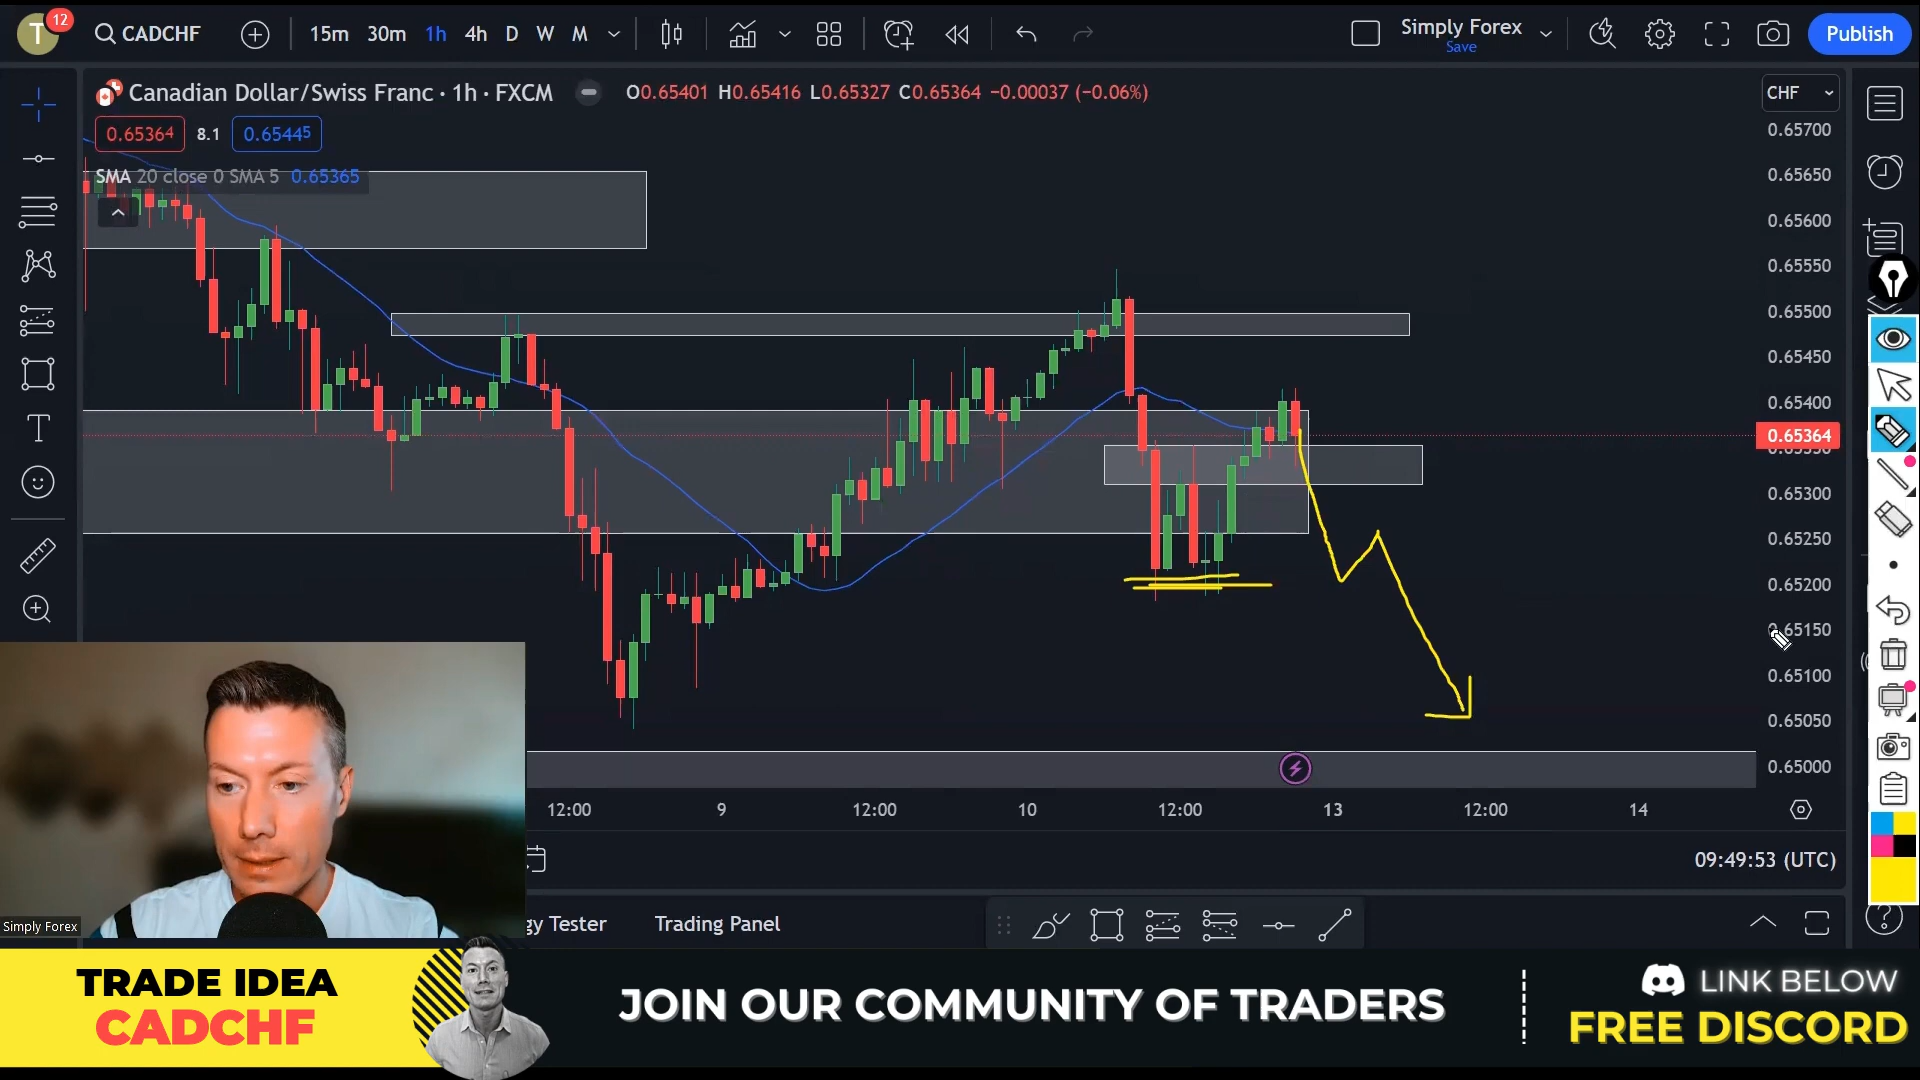 T
12
CADCHF
15m 30m 1h 4h D W M
Simply Forex
Save
Publish
Canadian Dollar/Swiss Franc · 1h · FXCM
O0.65401 H0.65416 L0.65327 C0.65364 −0.00037 (−0.06%)
CHF
0.65364 8.1 0.65445
SMA 20 close 0 SMA 5 0.65365
0.65700
0.65650
0.65600
0.65550
0.65500
0.65450
0.65400
0.65364
0.65300
0.65250
0.65200
0.65150
0.65100
0.65050
0.65000
12:00 9 12:00 10 12:00 13 12:00 14
09:49:53 (UTC)
gy Tester Trading Panel
Simply Forex
TRADE IDEA
CADCHF
JOIN OUR COMMUNITY OF TRADERS
LINK BELOW
FREE DISCORD